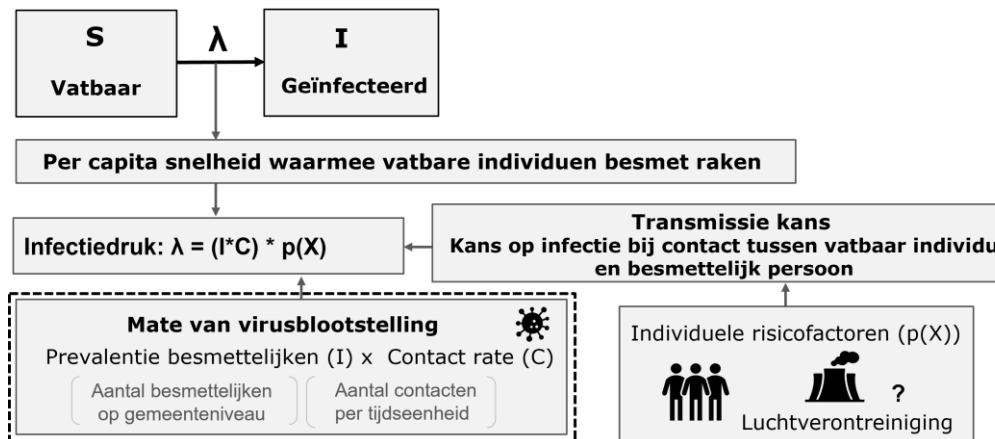 S
λ
I
Vatbaar
Geïnfecteerd
Per capita snelheid waarmee vatbare individuen besmet raken
Infectiedruk: λ = (I*C) * p(X)
Transmissie kans
Kans op infectie bij contact tussen vatbaar individu
en besmettelijk persoon
Mate van virusblootstelling
Prevalentie besmettelijken (I) x Contact rate (C)
Aantal besmettelijken
op gemeenteniveau
Aantal contacten
per tijdseenheid
Individuele risicofactoren (p(X))
?
Luchtverontreiniging